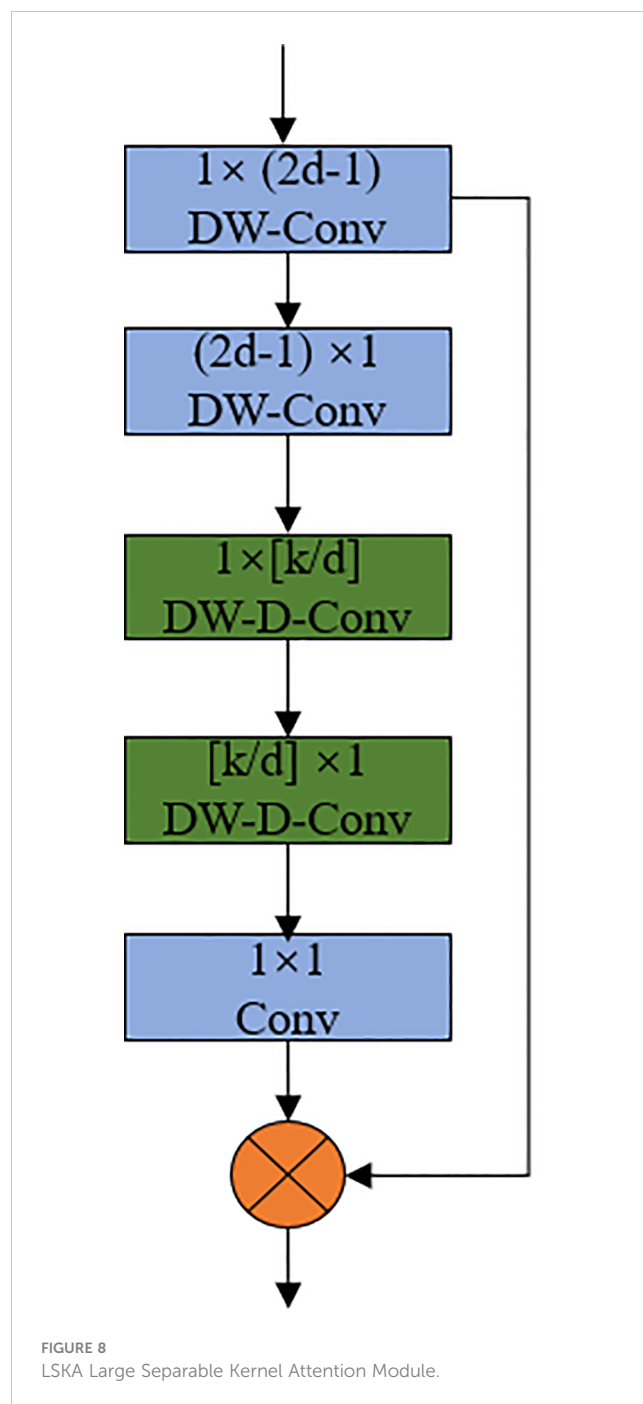 1× (2d-1)
DW-Conv
(2d-1) ×1
DW-Conv
1×[k/d]
DW-D-Conv
[k/d] ×1
DW-D-Conv
1×1
Conv
FIGURE 8
LSKA Large Separable Kernel Attention Module.